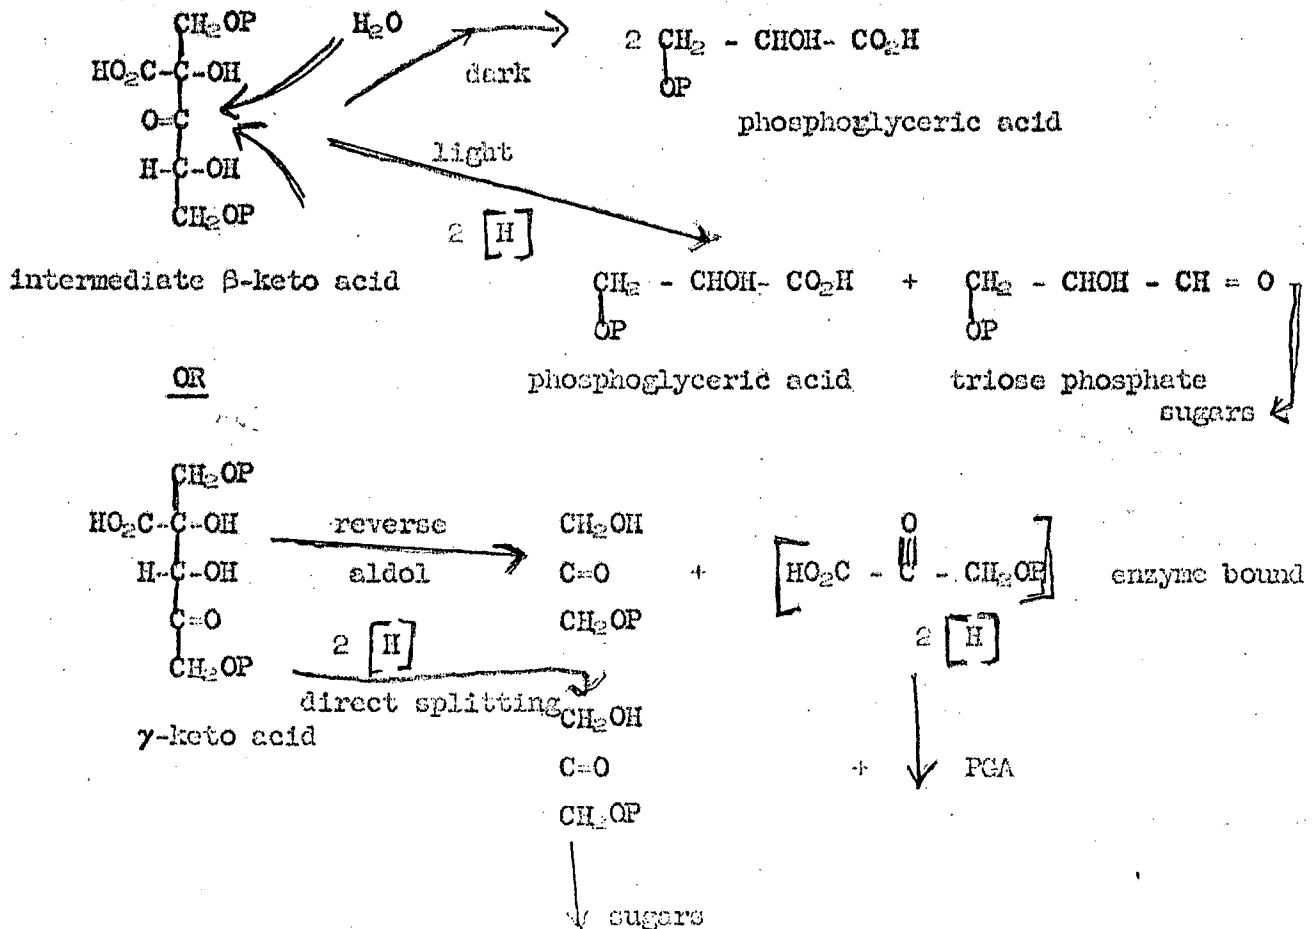 CH₂OP H₂O 2 CH₂ - CHOH- CO₂H
HO₂C-C-OH dark OP
O=C phosphoglyceric acid
H-C-OH light
CH₂OP 2 [H]
intermediate β-keto acid CH₂ - CHOH- CO₂H + CH₂ - CHOH - CH = O
OP OP
OR phosphoglyceric acid triose phosphate
sugars
CH₂OP
HO₂C-C-OH reverse CH₂OH O
H-C-OH aldol C=O + [HO₂C - C - CH₂OP] enzyme bound
C=O 2 [H] CH₂OP 2 [H]
CH₂OP direct splitting CH₂OH
γ-keto acid C=O + PGA
CH₂OP
sugars